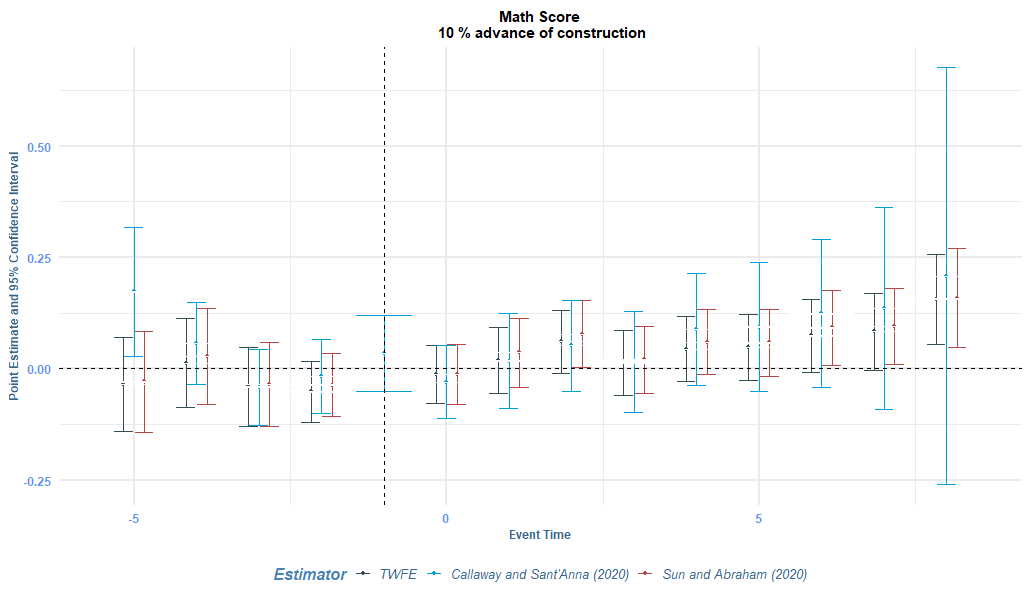 Math Score
10 % advance of construction
Point Estimate and 95% Confidence Interval
0.50
0.25
0.00
-0.25
-5
0
5
Event Time
Estimator TWFE Callaway and Sant'Anna (2020) Sun and Abraham (2020)